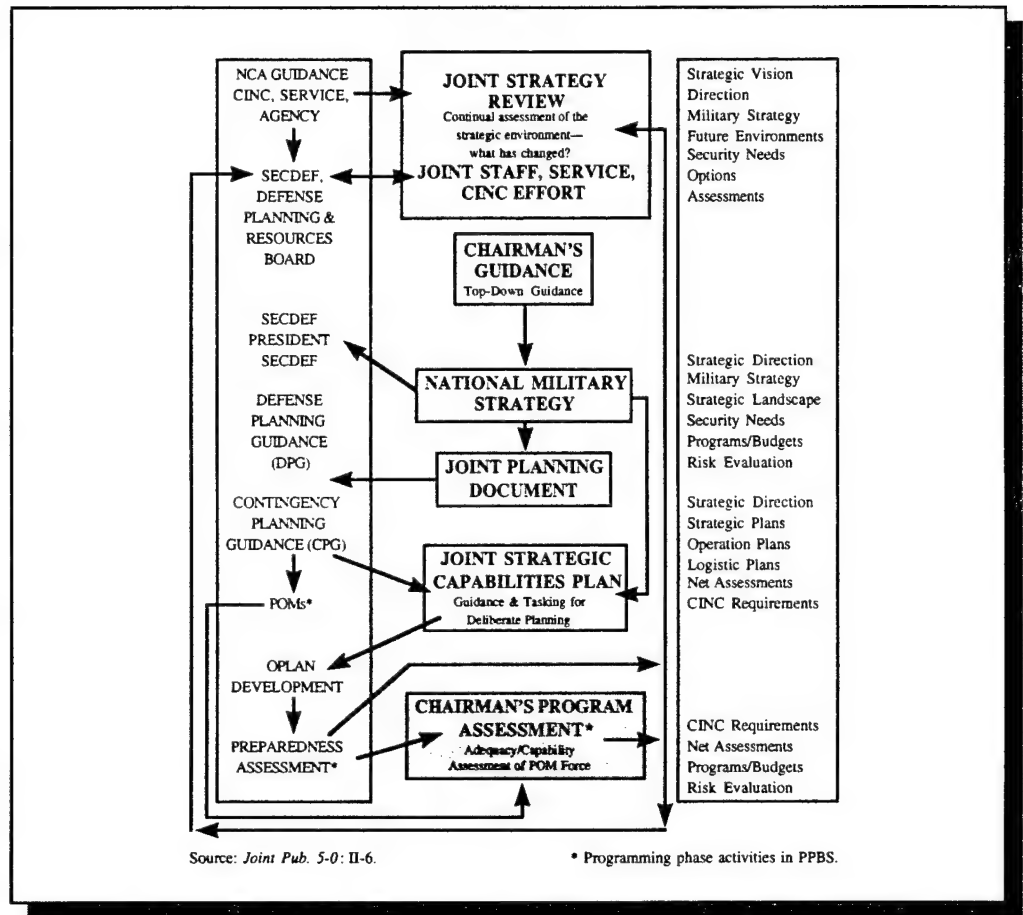 NCA GUIDANCE
CINC, SERVICE,
AGENCY
SECDEF,
DEFENSE
PLANNING &
RESOURCES
BOARD
SECDEF
PRESIDENT
SECDEF
DEFENSE
PLANNING
GUIDANCE
(DPG)
CONTINGENCY
PLANNING
GUIDANCE (CPG)
POMs*
OPLAN
DEVELOPMENT
PREPAREDNESS
ASSESSMENT*
JOINT STRATEGY
REVIEW
Continual assessment of the
strategic environment—
what has changed?
JOINT STAFF, SERVICE,
CINC EFFORT
CHAIRMAN'S
GUIDANCE
Top-Down Guidance
NATIONAL MILITARY
STRATEGY
JOINT PLANNING
DOCUMENT
JOINT STRATEGIC
CAPABILITIES PLAN
Guidance & Tasking for
Deliberate Planning
CHAIRMAN'S PROGRAM
ASSESSMENT*
Adequacy/Capability
Assessment of POM Force
Strategic Vision
Direction
Military Strategy
Future Environments
Security Needs
Options
Assessments
Strategic Direction
Military Strategy
Strategic Landscape
Security Needs
Programs/Budgets
Risk Evaluation
Strategic Direction
Strategic Plans
Operation Plans
Logistic Plans
Net Assessments
CINC Requirements
CINC Requirements
Net Assessments
Programs/Budgets
Risk Evaluation
Source: Joint Pub. 5-0: II-6.
* Programming phase activities in PPBS.